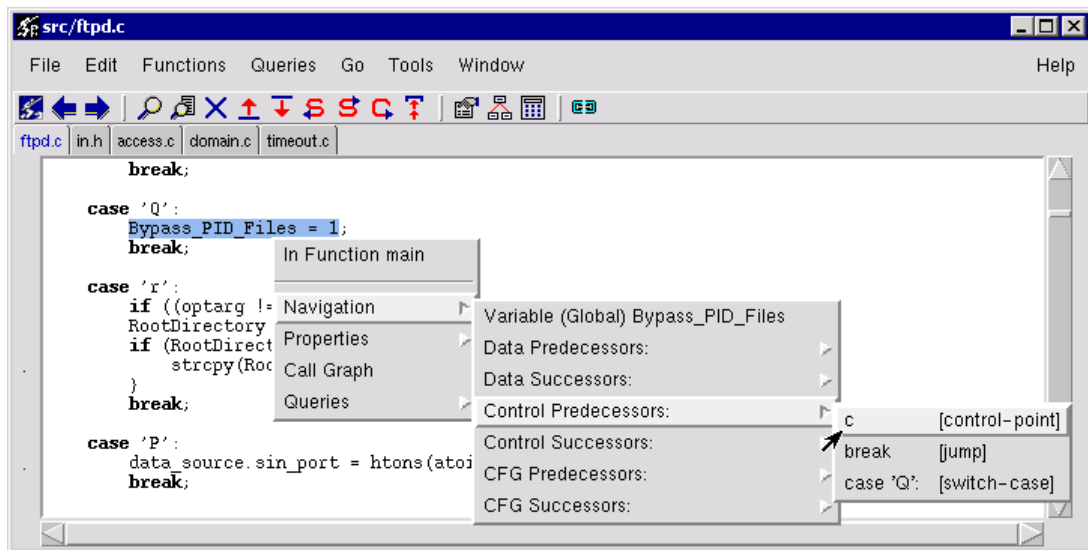 src/ftpd.c
File Edit Functions Queries Go Tools Window Help
ftpd.c in.h access.c domain.c timeout.c
break;
case 'Q':
Bypass_PID_Files = 1;
break;
In Function main
case 'r':
if ((optarg != Navigation
RootDirectory
Variable (Global) Bypass_PID_Files
if (RootDirect Properties
Data Predecessors:
strcpy(Roo Call Graph
}
Data Successors:
break; Queries
Control Predecessors:
c [control-point]
case 'P':
Control Successors:
break [jump]
data_source.sin_port = htons(atoi
CFG Predecessors:
break;
case 'Q': [switch-case]
CFG Successors: